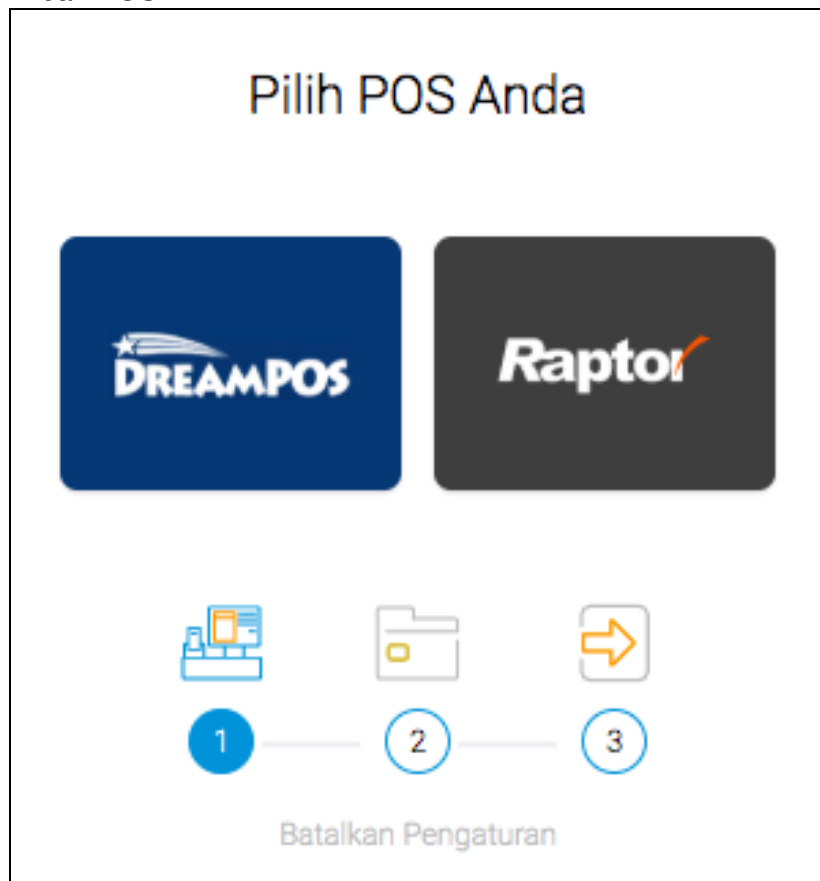 Pilih POS Anda
DREAMPOS
Raptor
1
2
3
Batalkan Pengaturan